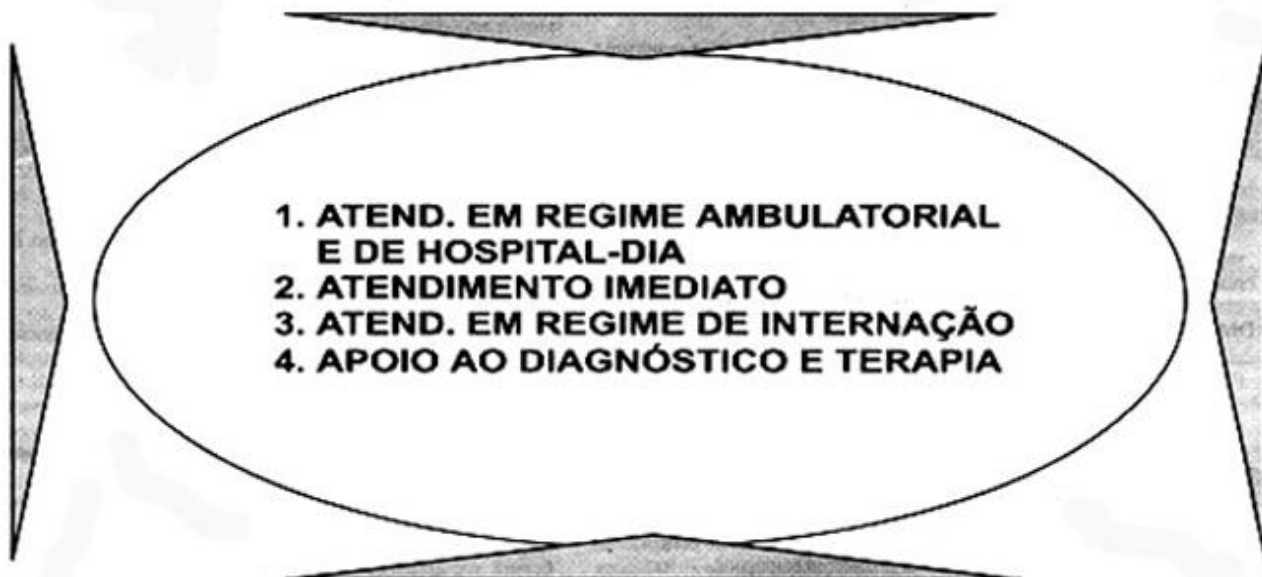 1. ATEND. EM REGIME AMBULATORIAL
E DE HOSPITAL-DIA
2. ATENDIMENTO IMEDIATO
3. ATEND. EM REGIME DE INTERNAÇÃO
4. APOIO AO DIAGNÓSTICO E TERAPIA